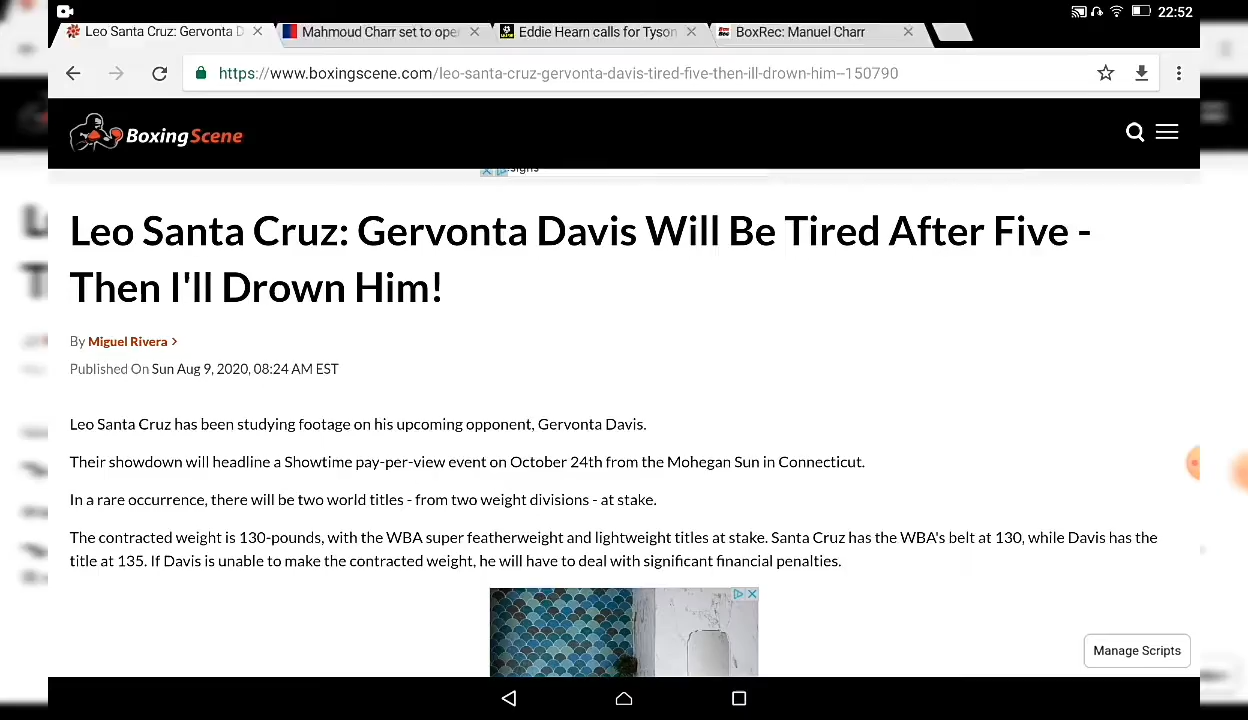 22:52
Leo Santa Cruz: Gervonta D
Mahmoud Charr set to ope
Eddie Hearn calls for Tyson
BoxRec: Manuel Charr
https://www.boxingscene.com/leo-santa-cruz-gervonta-davis-tired-five-then-ill-drown-him--150790
BoxingScene
Leo Santa Cruz: Gervonta Davis Will Be Tired After Five -
Then I'll Drown Him!
By Miguel Rivera >
Published On Sun Aug 9, 2020, 08:24 AM EST
Leo Santa Cruz has been studying footage on his upcoming opponent, Gervonta Davis.
Their showdown will headline a Showtime pay-per-view event on October 24th from the Mohegan Sun in Connecticut.
In a rare occurrence, there will be two world titles - from two weight divisions - at stake.
The contracted weight is 130-pounds, with the WBA super featherweight and lightweight titles at stake. Santa Cruz has the WBA's belt at 130, while Davis has the
title at 135. If Davis is unable to make the contracted weight, he will have to deal with significant financial penalties.
Manage Scripts